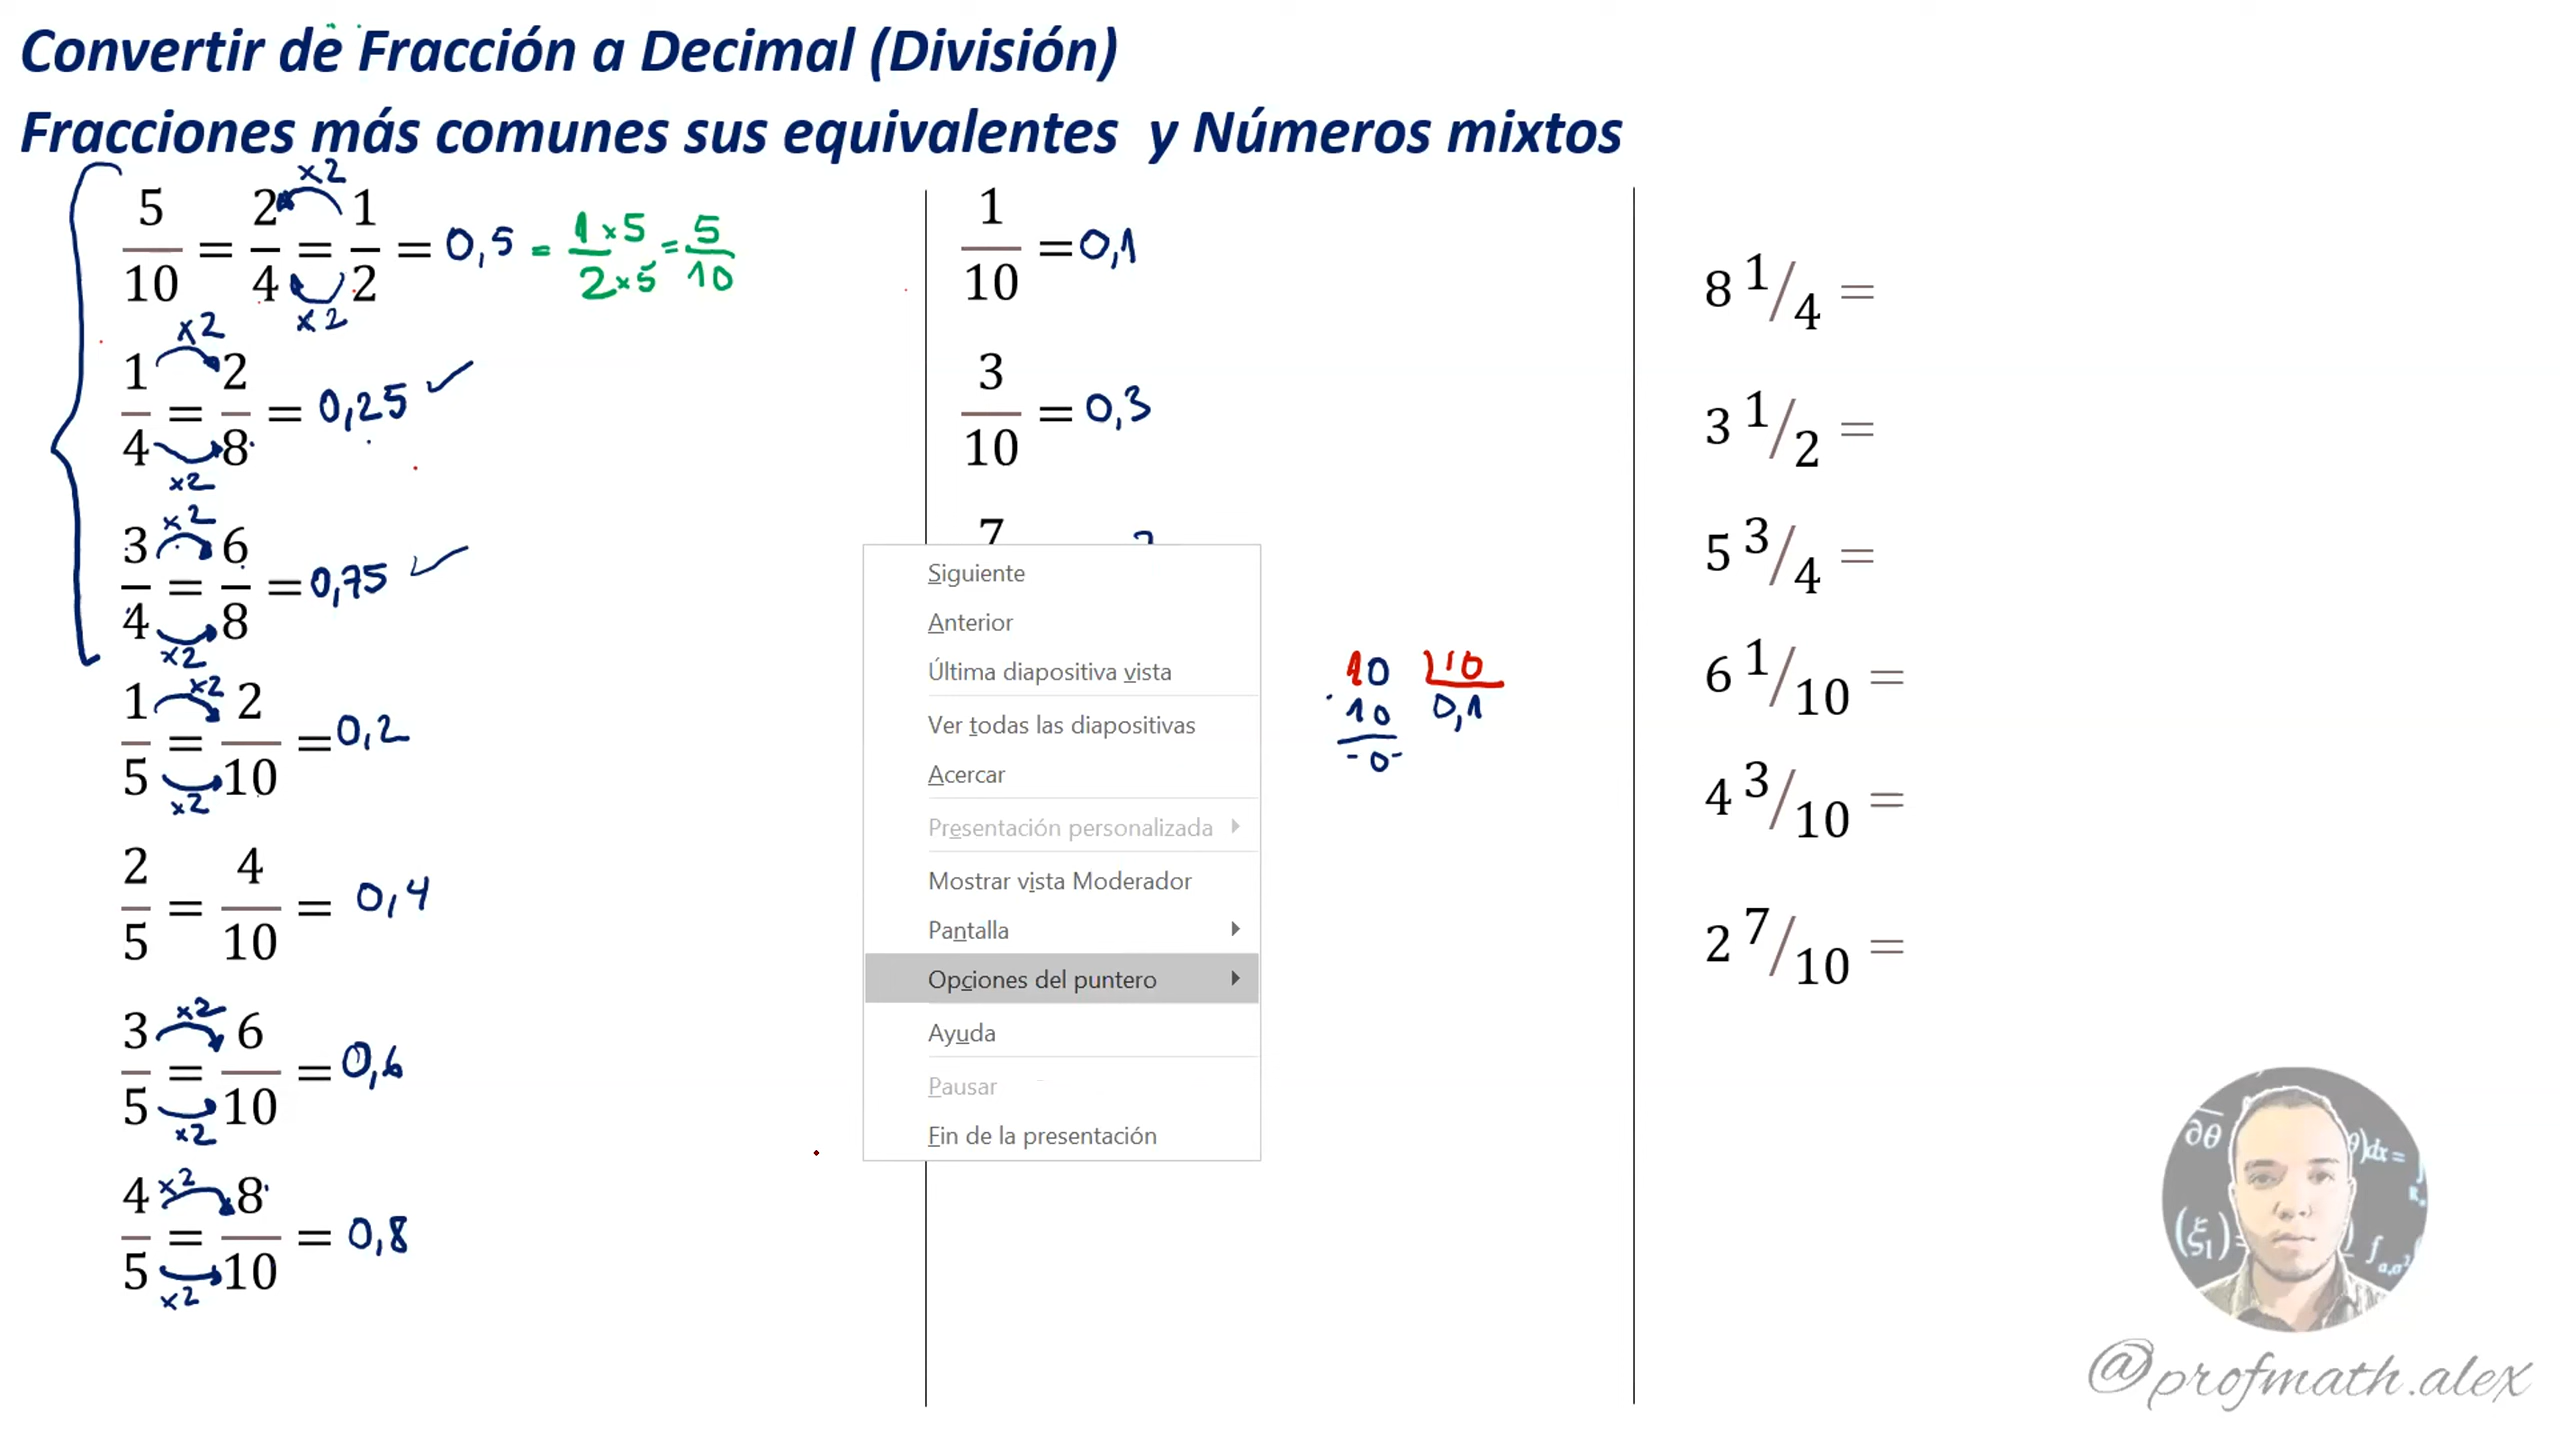 Convertir de Fracción a Decimal (División)
Fracciones más comunes sus equivalentes y Números mixtos
x2
5/10 = 2/4 = 1/2 = 0,5 = 1x5/2x5 = 5/10
x2
x2
1/4 = 2/8 = 0,25 ✓
x2
x2
3/4 = 6/8 = 0,75 ✓
x2
x2
1/5 = 2/10 = 0,2
x2
2/5 = 4/10 = 0,4
x2
3/5 = 6/10 = 0,6
x2
x2
4/5 = 8/10 = 0,8
x2
1/10 = 0,1
3/10 = 0,3
7
Siguiente
Anterior
Última diapositiva vista
Ver todas las diapositivas
Acercar
Presentación personalizada
Mostrar vista Moderador
Pantalla
Opciones del puntero
Ayuda
Pausar
Fin de la presentación
10 10
10 0,1
-0-
8 1/4 =
3 1/2 =
5 3/4 =
6 1/10 =
4 3/10 =
2 7/10 =
∂θ
θ)dx =
(ξ1)
@profmath.alex